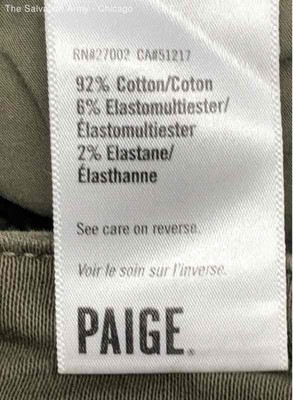 The Salvation Army - Chicago
RN#27002 CA#51217
92% Cotton/Coton
6% Elastomultiester/
Élastomultiester
2% Elastane/
Élasthanne
See care on reverse.
Voir le soin sur l'inverse.
PAIGE